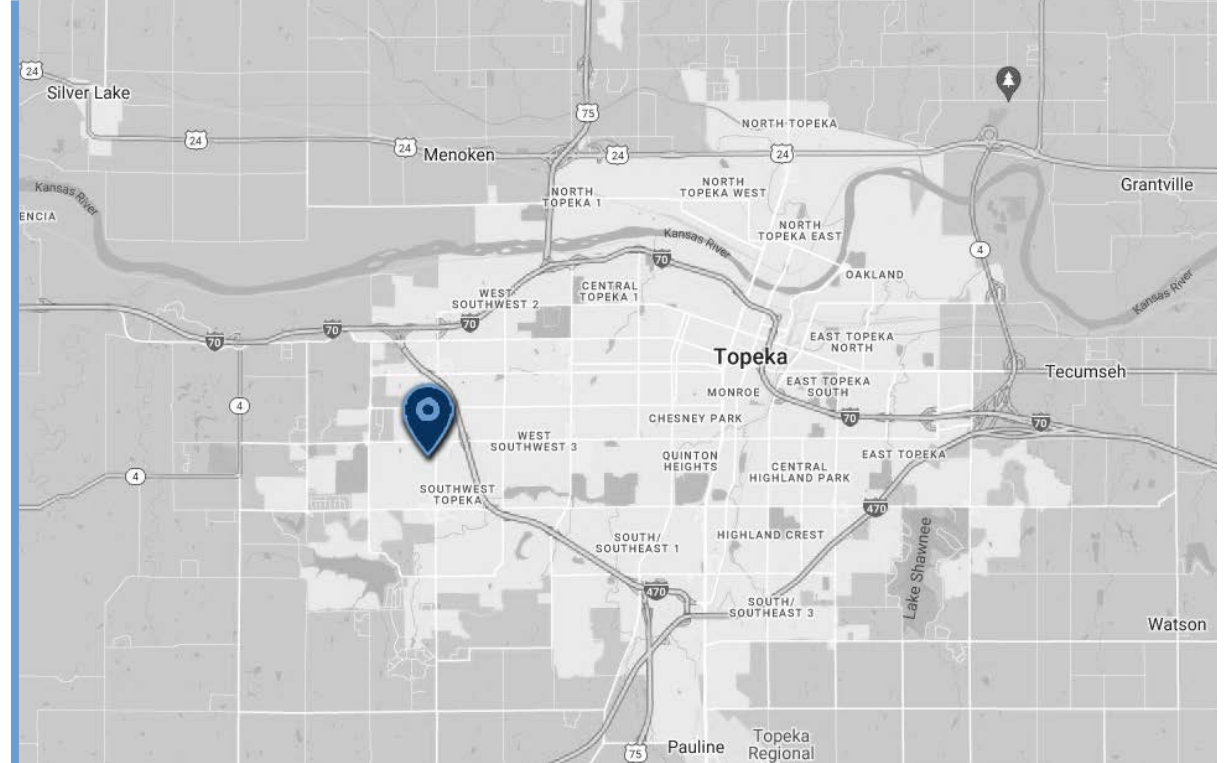 24
Silver Lake
75
NORTH TOPEKA
24
24
Menoken
24
24
Grantville
Kansas River
ENCIA
NORTH
TOPEKA 1
NORTH
TOPEKA WEST
NORTH
TOPEKA EAST
Kansas River
4
70
OAKLAND
Kansas River
WEST
SOUTHWEST 2
CENTRAL
TOPEKA 1
70
70
70
EAST TOPEKA
NORTH
Topeka
Tecumseh
EAST TOPEKA
SOUTH
MONROE
4
CHESNEY PARK
70
70
WEST
SOUTHWEST 3
QUINTON
HEIGHTS
EAST TOPEKA
CENTRAL
HIGHLAND PARK
4
SOUTHWEST
TOPEKA
470
SOUTH/
SOUTHEAST 1
HIGHLAND CREST
Lake Shawnee
470
SOUTH/
SOUTHEAST 3
Watson
75
Pauline
Topeka
Regional